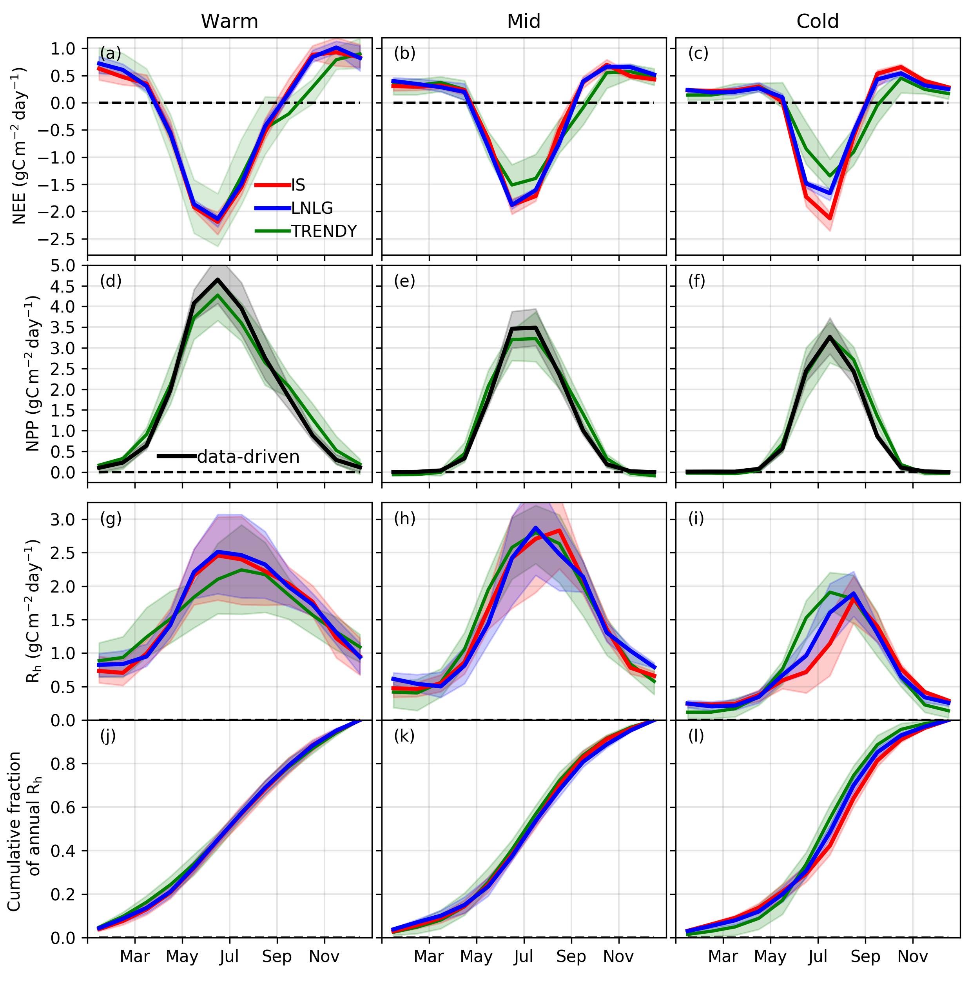 Warm Mid Cold
NEE (gC m⁻² day⁻¹)
1.0
0.5
0.0
−0.5
−1.0
−1.5
−2.0
−2.5
(a)
IS
LNLG
TRENDY
(b)
(c)
NPP (gC m⁻² day⁻¹)
5.0
4.5
4.0
3.5
3.0
2.5
2.0
1.5
1.0
0.5
0.0
(d)
data-driven
(e)
(f)
Rₕ (gC m⁻² day⁻¹)
3.0
2.5
2.0
1.5
1.0
0.5
0.0
(g)
(h)
(i)
Cumulative fraction
of annual Rₕ
0.8
0.6
0.4
0.2
0.0
(j)
(k)
(l)
Mar May Jul Sep Nov Mar May Jul Sep Nov Mar May Jul Sep Nov